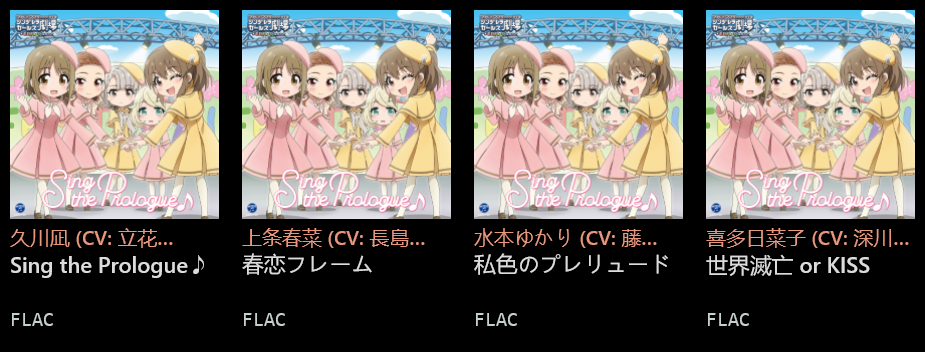 Sing
the Prologue♪
Sing
the Prologue♪
Sing
the Prologue♪
Sing
the Prologue♪
久川凪 (CV: 立花...
上条春菜 (CV: 長島...
水本ゆかり (CV: 藤...
喜多日菜子 (CV: 深川...
Sing the Prologue♪
春恋フレーム
私色のプレリュード
世界滅亡 or KISS
FLAC
FLAC
FLAC
FLAC